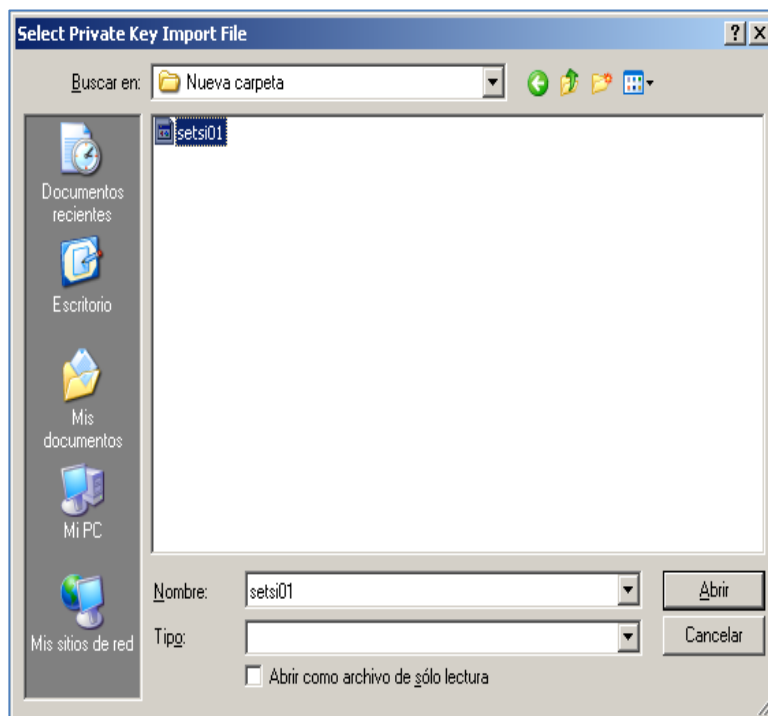 Select Private Key Import File
Buscar en:
Nueva carpeta
setsi01
Documentos
recientes
Escritorio
Mis
documentos
Mi PC
Mis sitios de red
Nombre:
setsi01
Abrir
Tipo:
Cancelar
Abrir como archivo de sólo lectura